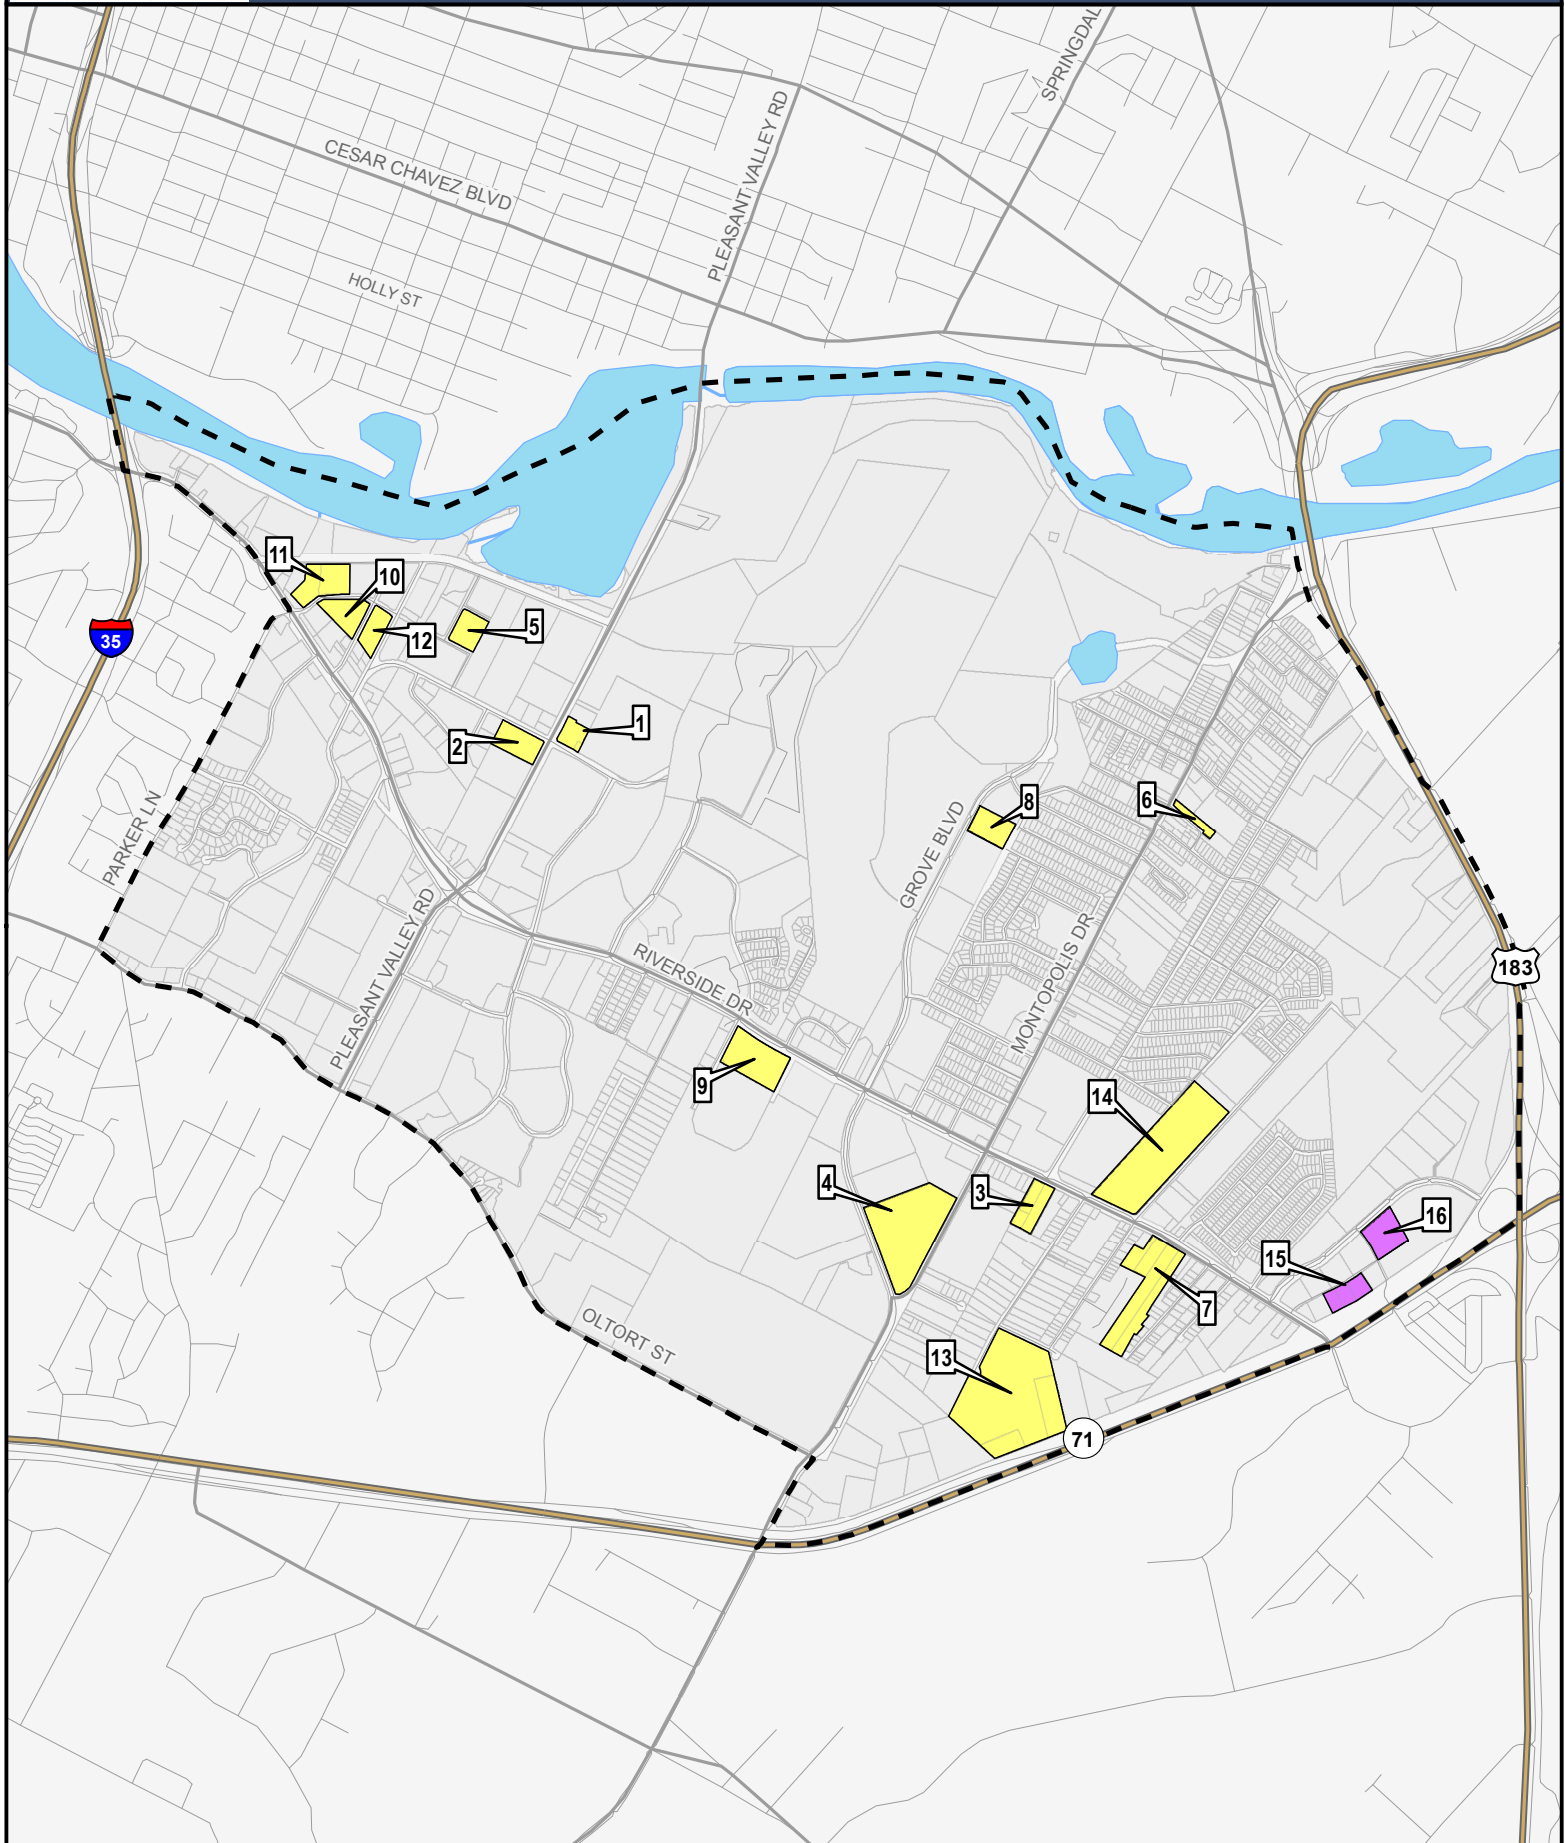 SPRINGDAL
PLEASANT VALLEY RD
CESAR CHAVEZ BLVD
HOLLY ST
11
10
12
5
35
1
2
PARKER LN
8
6
GROVE BLVD
PLEASANT VALLEY RD
MONTOPOLIS DR
RIVERSIDE DR
183
9
14
4
3
16
15
7
OLTORT ST
13
71